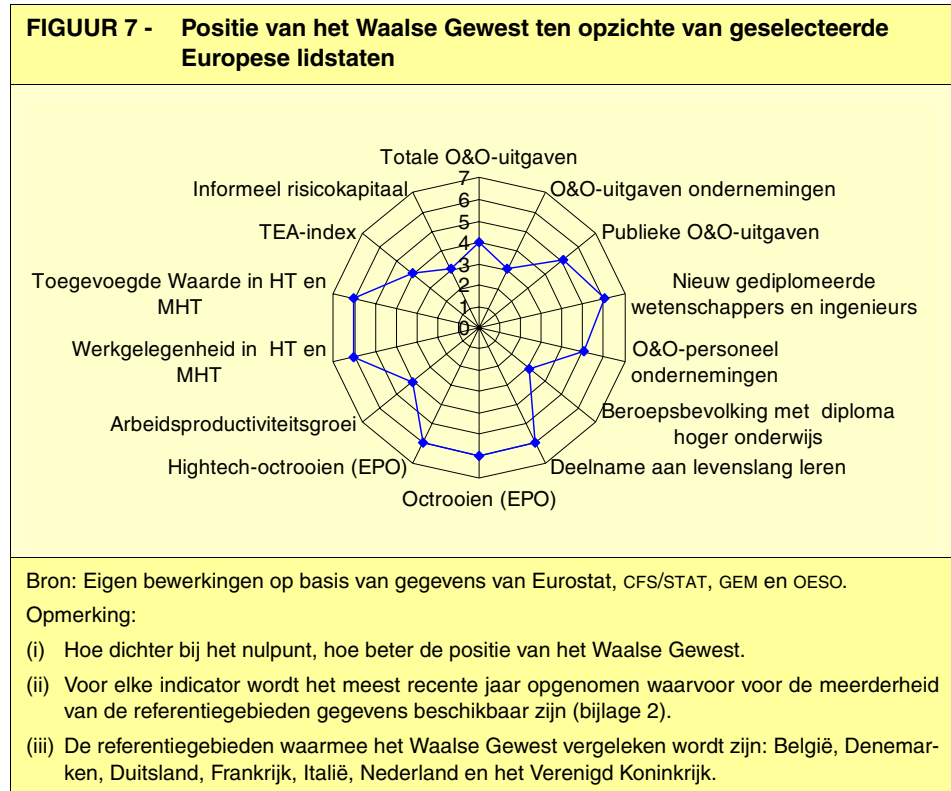 FIGUUR 7 - Positie van het Waalse Gewest ten opzichte van geselecteerde
Europese lidstaten
Totale O&O-uitgaven
Informeel risicokapitaal
O&O-uitgaven ondernemingen
TEA-index
Publieke O&O-uitgaven
Toegevoegde Waarde in HT en
MHT
Nieuw gediplomeerde
wetenschappers en ingenieurs
Werkgelegenheid in HT en
MHT
O&O-personeel
ondernemingen
Arbeidsproductiviteitsgroei
Beroepsbevolking met diploma
hoger onderwijs
Hightech-octrooien (EPO)
Deelname aan levenslang leren
Octrooien (EPO)
7
6
5
4
3
2
1
0
Bron: Eigen bewerkingen op basis van gegevens van Eurostat, CFS/STAT, GEM en OESO.
Opmerking:
(i) Hoe dichter bij het nulpunt, hoe beter de positie van het Waalse Gewest.
(ii) Voor elke indicator wordt het meest recente jaar opgenomen waarvoor voor de meerderheid
van de referentiegebieden gegevens beschikbaar zijn (bijlage 2).
(iii) De referentiegebieden waarmee het Waalse Gewest vergeleken wordt zijn: België, Denemar-
ken, Duitsland, Frankrijk, Italië, Nederland en het Verenigd Koninkrijk.